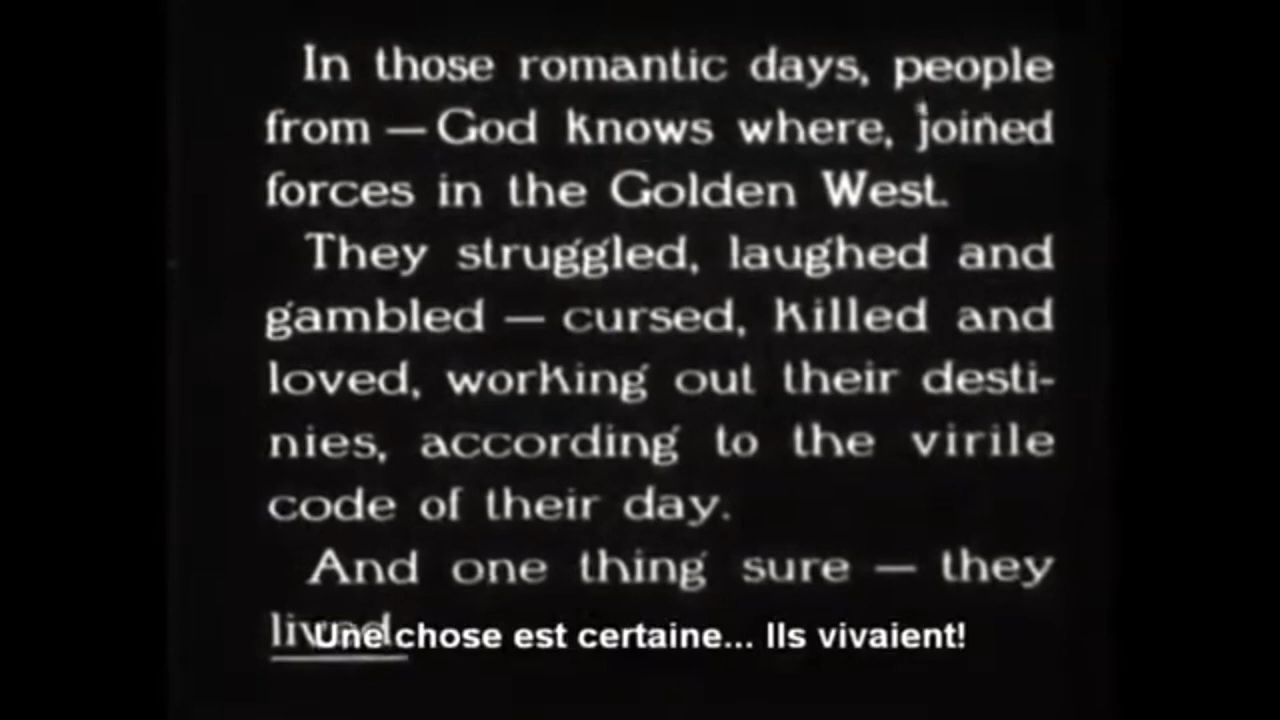 In those romantic days, people
from — God knows where, joined
forces in the Golden West.
They struggled, laughed and
gambled — cursed, killed and
loved, working out their desti-
nies, according to the virile
code of their day.
And one thing sure — they
lived
Une chose est certaine... Ils vivaient!